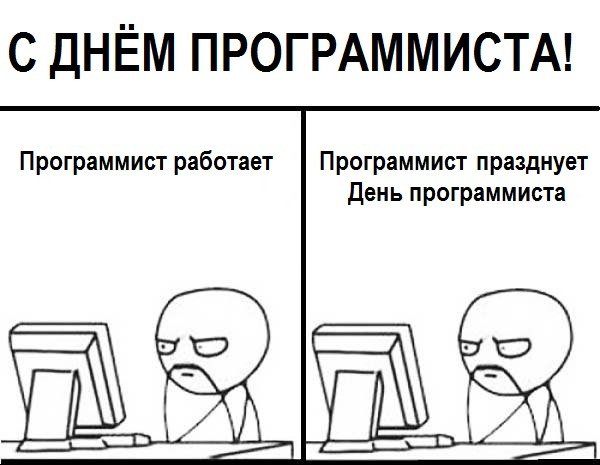 С ДНЁМ ПРОГРАММИСТА!
Программист работает
Программист празднует
День программиста